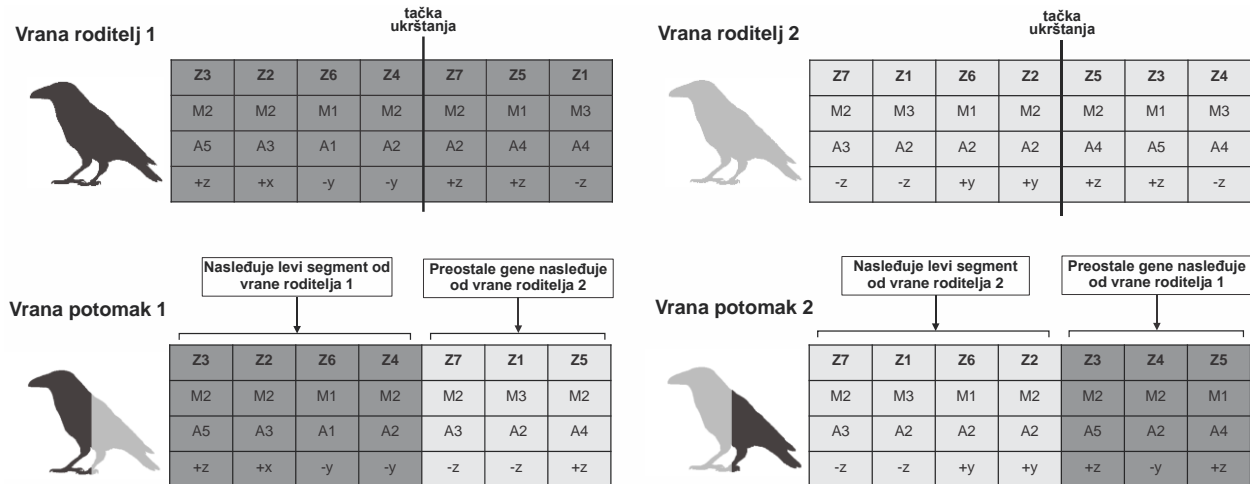 Vrana roditelj 1
tačka
ukrštanja
Z3 Z2 Z6 Z4 Z7 Z5 Z1
M2 M2 M1 M2 M2 M1 M3
A5 A3 A1 A2 A2 A4 A4
+z +x -y -y +z +z -z
Vrana roditelj 2
tačka
ukrštanja
Z7 Z1 Z6 Z2 Z5 Z3 Z4
M2 M3 M1 M2 M2 M1 M3
A3 A2 A2 A2 A4 A5 A4
-z -z +y +y +z +z -z
Vrana potomak 1
Nasleđuje levi segment od
vrane roditelja 1
Preostale gene nasleđuje
od vrane roditelja 2
Z3 Z2 Z6 Z4 Z7 Z1 Z5
M2 M2 M1 M2 M2 M3 M2
A5 A3 A1 A2 A3 A2 A4
+z +x -y -y -z -z +z
Vrana potomak 2
Nasleđuje levi segment
od vrane roditelja 2
Preostale gene nasleđuje
od vrane roditelja 1
Z7 Z1 Z6 Z2 Z3 Z4 Z5
M2 M3 M1 M2 M2 M2 M1
A3 A2 A2 A2 A5 A2 A4
-z -z +y +y +z -y +z